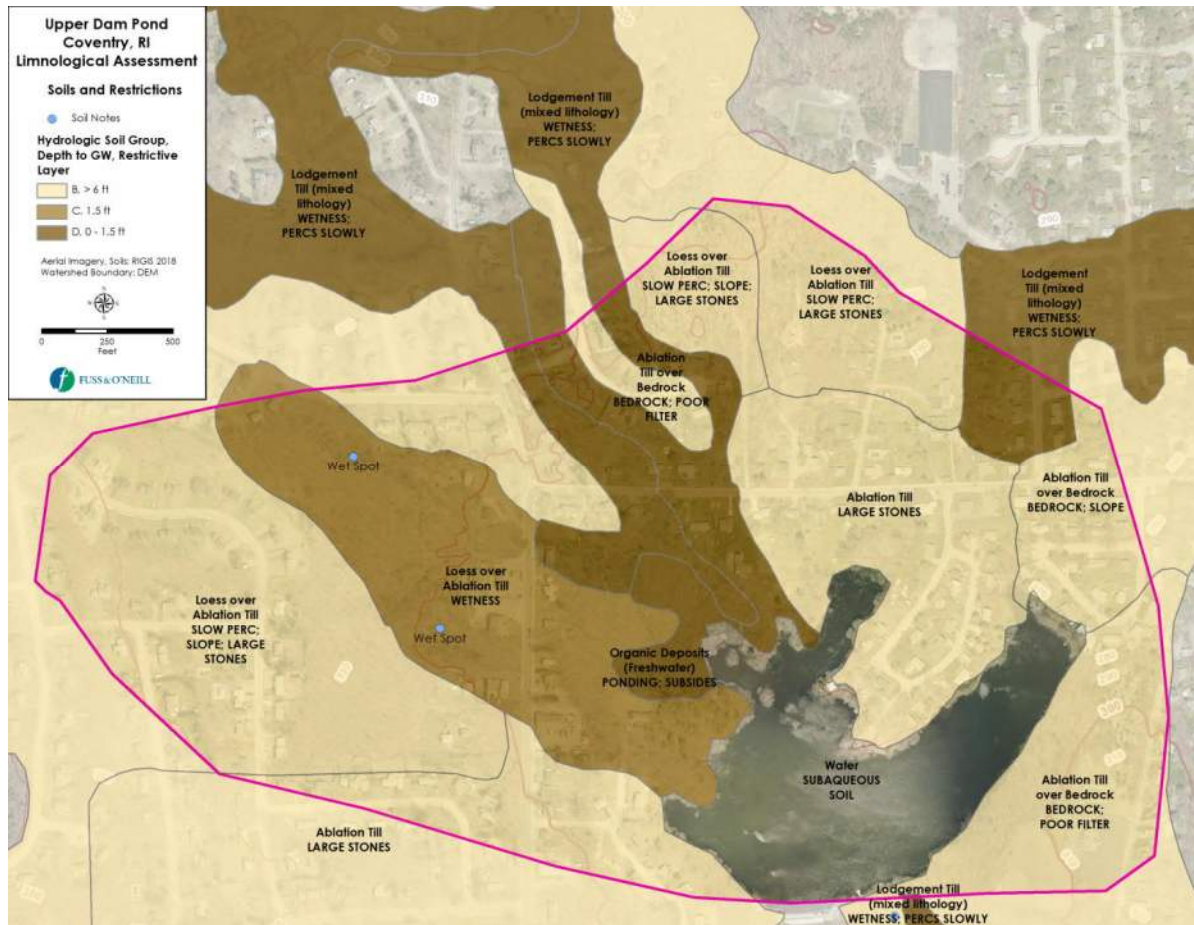 Upper Dam Pond
Coventry, RI
Limnological Assessment
Soils and Restrictions
Soil Notes
Hydrologic Soil Group,
Depth to GW, Restrictive
Layer
B. > 6 ft
C. 1.5 ft
D. 0 - 1.5 ft
Aerial Imagery, Soils: RIGIS 2018
Watershed Boundary: DEM
N
0 250 500
Feet
FUSS & O'NEILL
Lodgement Till
(mixed lithology)
WETNESS;
PERCS SLOWLY
Lodgement
Till (mixed
lithology)
WETNESS;
PERCS SLOWLY
Loess over
Ablation Till
SLOW PERC; SLOPE;
LARGE STONES
Loess over
Ablation Till
SLOW PERC;
LARGE STONES
Lodgement
Till (mixed
lithology)
WETNESS;
PERCS SLOWLY
Ablation
Till over
Bedrock
BEDROCK; POOR
FILTER
Wet Spot
Ablation Till
LARGE STONES
Ablation Till
over Bedrock
BEDROCK; SLOPE
Loess over
Ablation Till
WETNESS
Loess over
Ablation Till
SLOW PERC;
SLOPE; LARGE
STONES
Wet Spot
Organic Deposits
(Freshwater)
PONDING; SUBSIDES
Water
SUBAQUEOUS
SOIL
Ablation Till
over Bedrock
BEDROCK;
POOR FILTER
Ablation Till
LARGE STONES
Lodgement Till
(mixed lithology)
WETNESS; PERCS SLOWLY